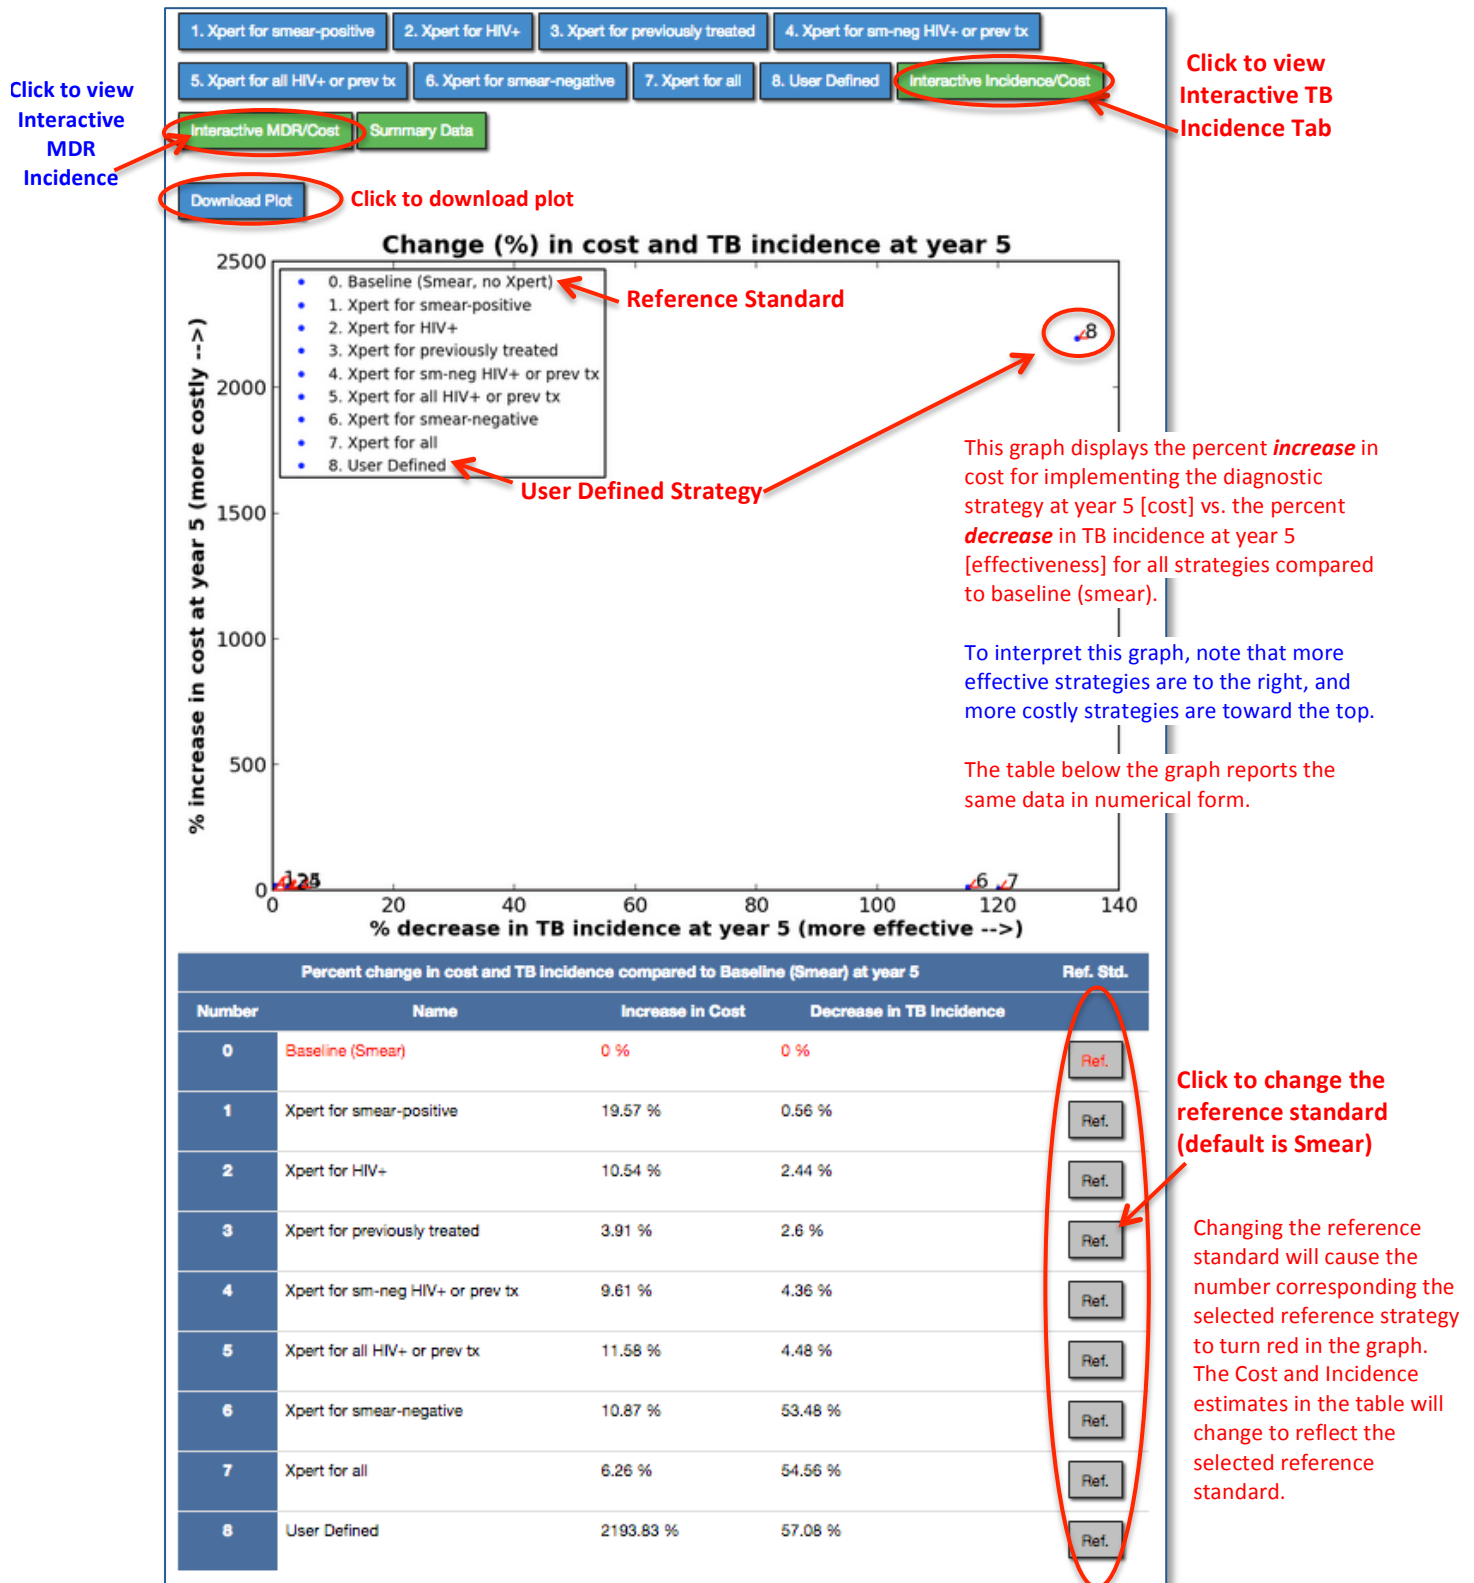 1. Xpert for smear-positive 2. Xpert for HIV+ 3. Xpert for previously treated 4. Xpert for sm-neg HIV+ or prev tx
5. Xpert for all HIV+ or prev tx 6. Xpert for smear-negative 7. Xpert for all 8. User Defined Interactive Incidence/Cost
Interactive MDR/Cost Summary Data
Click to view
Interactive
MDR
Incidence
Click to view
Interactive TB
Incidence Tab
Download Plot Click to download plot
Change (%) in cost and TB incidence at year 5
% increase in cost at year 5 (more costly -->)
2500
2000
1500
1000
500
0
0. Baseline (Smear, no Xpert)
1. Xpert for smear-positive
2. Xpert for HIV+
3. Xpert for previously treated
4. Xpert for sm-neg HIV+ or prev tx
5. Xpert for all HIV+ or prev tx
6. Xpert for smear-negative
7. Xpert for all
8. User Defined
Reference Standard
User Defined Strategy
8
This graph displays the percent increase in
cost for implementing the diagnostic
strategy at year 5 [cost] vs. the percent
decrease in TB incidence at year 5
[effectiveness] for all strategies compared
to baseline (smear).
To interpret this graph, note that more
effective strategies are to the right, and
more costly strategies are toward the top.
The table below the graph reports the
same data in numerical form.
6 7
0 20 40 60 80 100 120 140
% decrease in TB incidence at year 5 (more effective -->)
Percent change in cost and TB incidence compared to Baseline (Smear) at year 5 Ref. Std.
Number Name Increase in Cost Decrease in TB Incidence
0 Baseline (Smear) 0 % 0 % Ref.
1 Xpert for smear-positive 19.57 % 0.56 % Ref.
2 Xpert for HIV+ 10.54 % 2.44 % Ref.
3 Xpert for previously treated 3.91 % 2.6 % Ref.
4 Xpert for sm-neg HIV+ or prev tx 9.61 % 4.36 % Ref.
5 Xpert for all HIV+ or prev tx 11.58 % 4.48 % Ref.
6 Xpert for smear-negative 10.87 % 53.48 % Ref.
7 Xpert for all 6.26 % 54.56 % Ref.
8 User Defined 2193.83 % 57.08 % Ref.
Click to change the
reference standard
(default is Smear)
Changing the reference
standard will cause the
number corresponding the
selected reference strategy
to turn red in the graph.
The Cost and Incidence
estimates in the table will
change to reflect the
selected reference
standard.